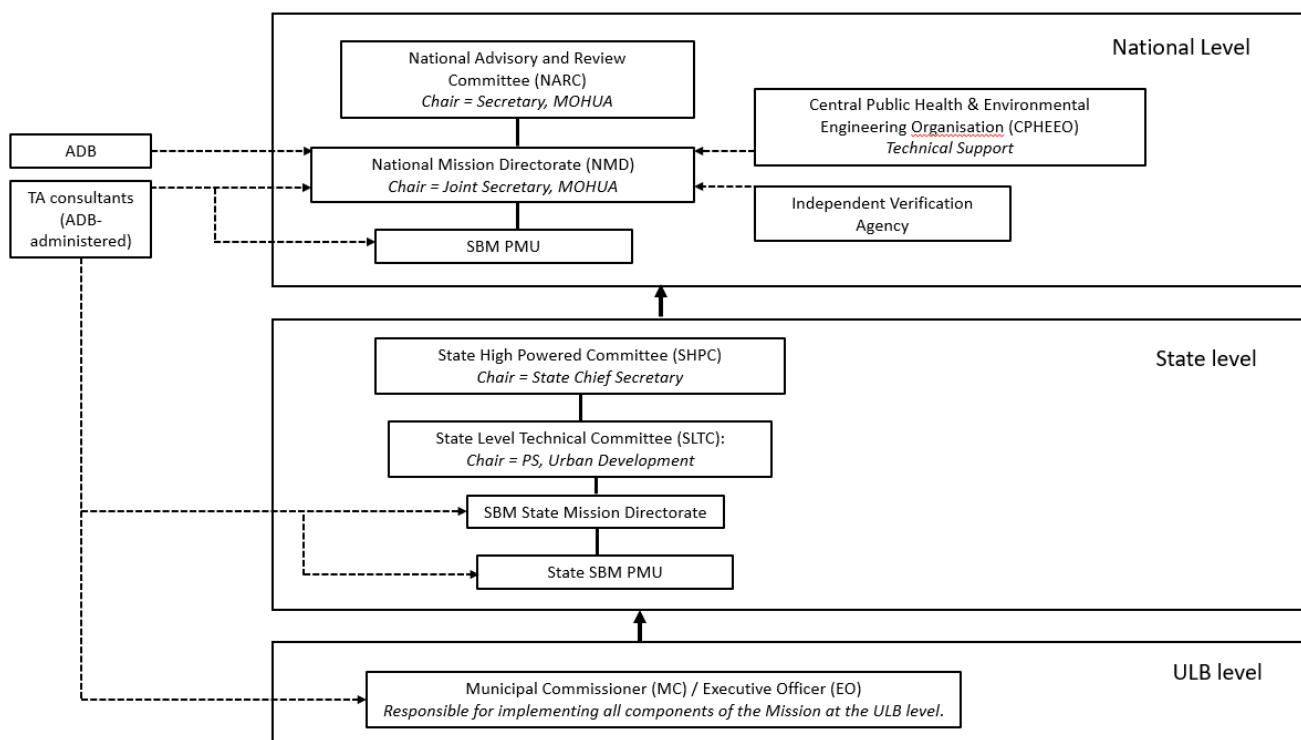 National Level
National Advisory and Review
Committee (NARC)
Chair = Secretary, MOHUA
Central Public Health & Environmental
Engineering Organisation (CPHEEO)
Technical Support
ADB
National Mission Directorate (NMD)
Chair = Joint Secretary, MOHUA
TA consultants
(ADB-
administered)
Independent Verification
Agency
SBM PMU
State level
State High Powered Committee (SHPC)
Chair = State Chief Secretary
State Level Technical Committee (SLTC):
Chair = PS, Urban Development
SBM State Mission Directorate
State SBM PMU
ULB level
Municipal Commissioner (MC) / Executive Officer (EO)
Responsible for implementing all components of the Mission at the ULB level.